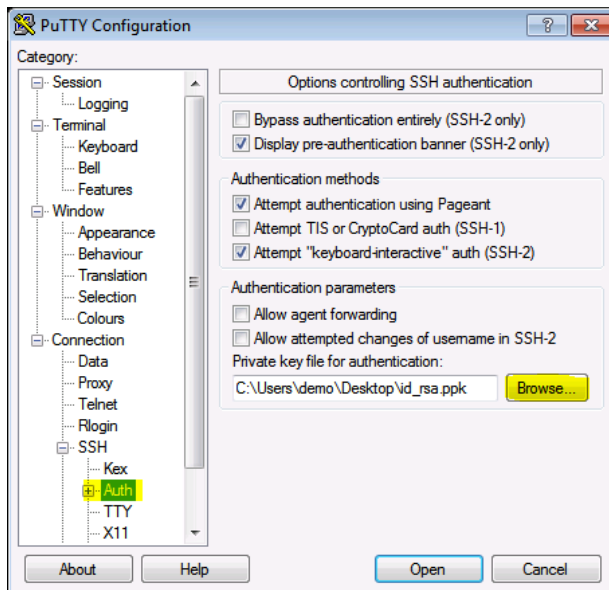 PuTTY Configuration
Category:
Session
Logging
Terminal
Keyboard
Bell
Features
Window
Appearance
Behaviour
Translation
Selection
Colours
Connection
Data
Proxy
Telnet
Rlogin
SSH
Kex
Auth
TTY
X11
Options controlling SSH authentication
Bypass authentication entirely (SSH-2 only)
Display pre-authentication banner (SSH-2 only)
Authentication methods
Attempt authentication using Pageant
Attempt TIS or CryptoCard auth (SSH-1)
Attempt "keyboard-interactive" auth (SSH-2)
Authentication parameters
Allow agent forwarding
Allow attempted changes of username in SSH-2
Private key file for authentication:
C:\Users\demo\Desktop\id_rsa.ppk
Browse...
About
Help
Open
Cancel